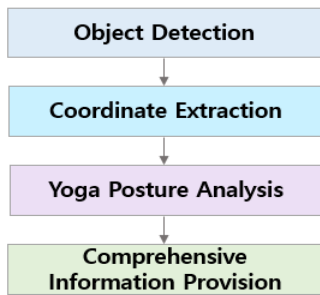 Object Detection
Coordinate Extraction
Yoga Posture Analysis
Comprehensive
Information Provision